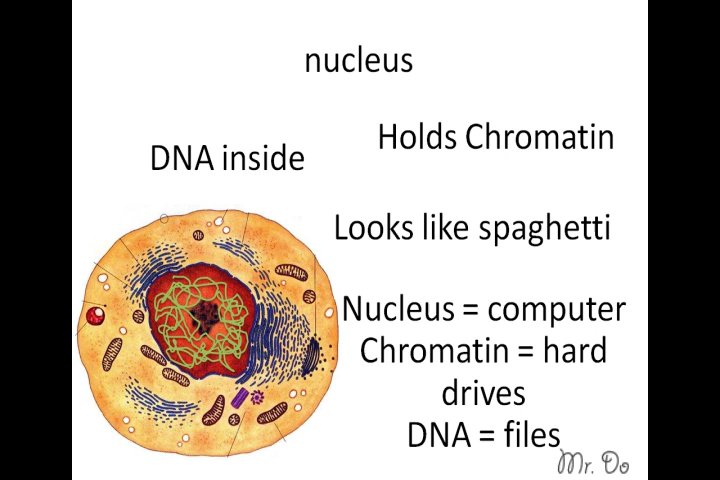 nucleus
Holds Chromatin
DNA inside
Looks like spaghetti
Nucleus = computer
Chromatin = hard
drives
DNA = files
Mr. Do